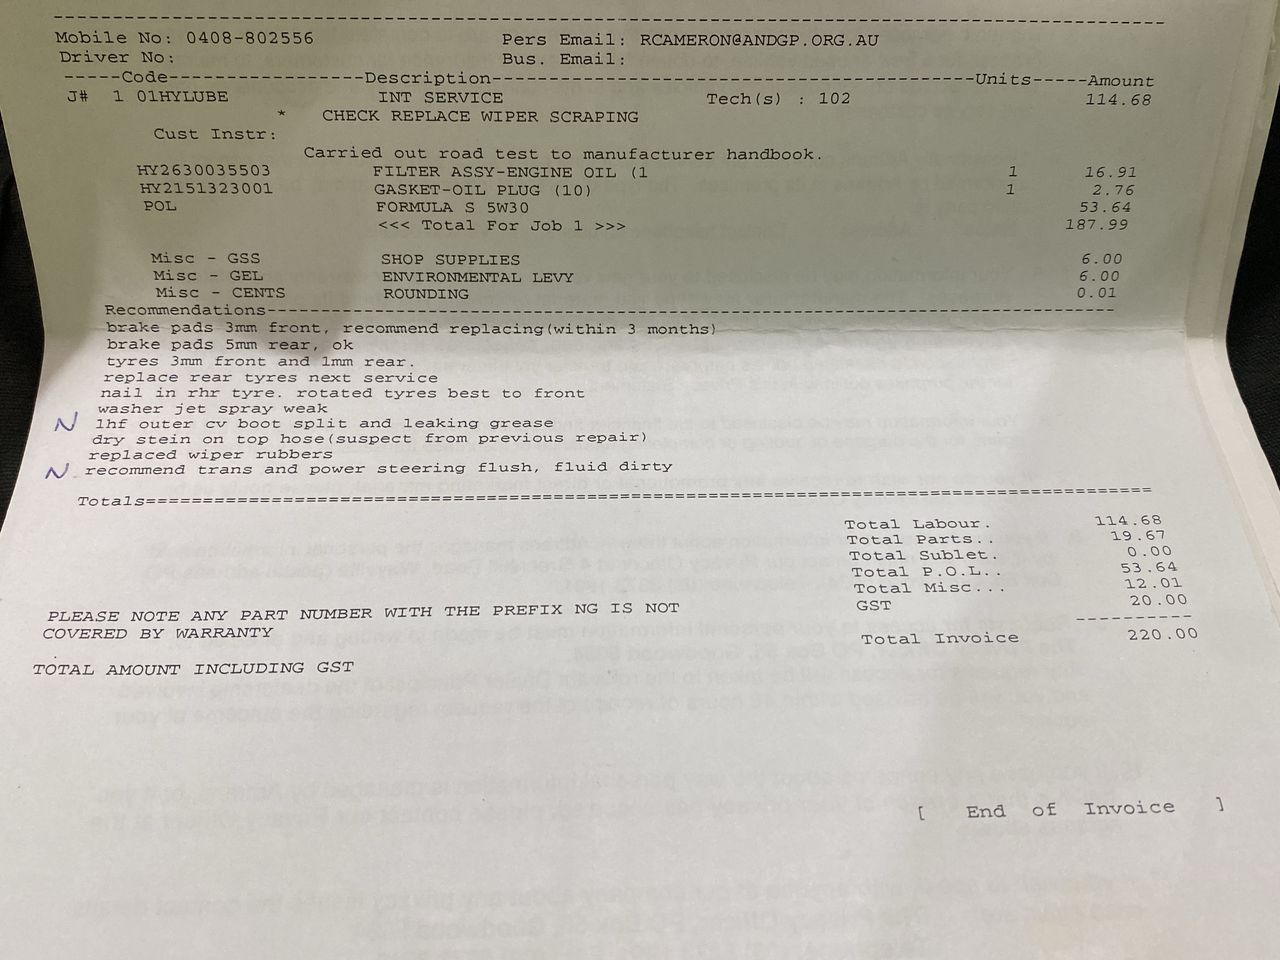 --------------------------------------------------------------------------------
Mobile No: 0408-802556 Pers Email: RCAMERON@ANDGP.ORG.AU
Driver No: Bus. Email:
-----Code-----------------Description------------------------------------------Units-----Amount
J# 1 01HYLUBE INT SERVICE Tech(s) : 102 114.68
* CHECK REPLACE WIPER SCRAPING
Cust Instr:
Carried out road test to manufacturer handbook.
HY2630035503 FILTER ASSY-ENGINE OIL (1 1 16.91
HY2151323001 GASKET-OIL PLUG (10) 1 2.76
POL FORMULA S 5W30 53.64
<<< Total For Job 1 >>> 187.99
Misc - GSS SHOP SUPPLIES 6.00
Misc - GEL ENVIRONMENTAL LEVY 6.00
Misc - CENTS ROUNDING 0.01
Recommendations--------------------------------------------------------------------
brake pads 3mm front, recommend replacing(within 3 months)
brake pads 5mm rear, ok
tyres 3mm front and 1mm rear.
replace rear tyres next service
nail in rhr tyre. rotated tyres best to front
washer jet spray weak
N lhf outer cv boot split and leaking grease
dry stein on top hose(suspect from previous repair)
replaced wiper rubbers
N recommend trans and power steering flush, fluid dirty
Totals==========================================================================
Total Labour. 114.68
Total Parts.. 19.67
Total Sublet. 0.00
Total P.O.L.. 53.64
Total Misc... 12.01
GST 20.00
----------
PLEASE NOTE ANY PART NUMBER WITH THE PREFIX NG IS NOT
COVERED BY WARRANTY
Total Invoice 220.00
TOTAL AMOUNT INCLUDING GST
[ End of Invoice ]